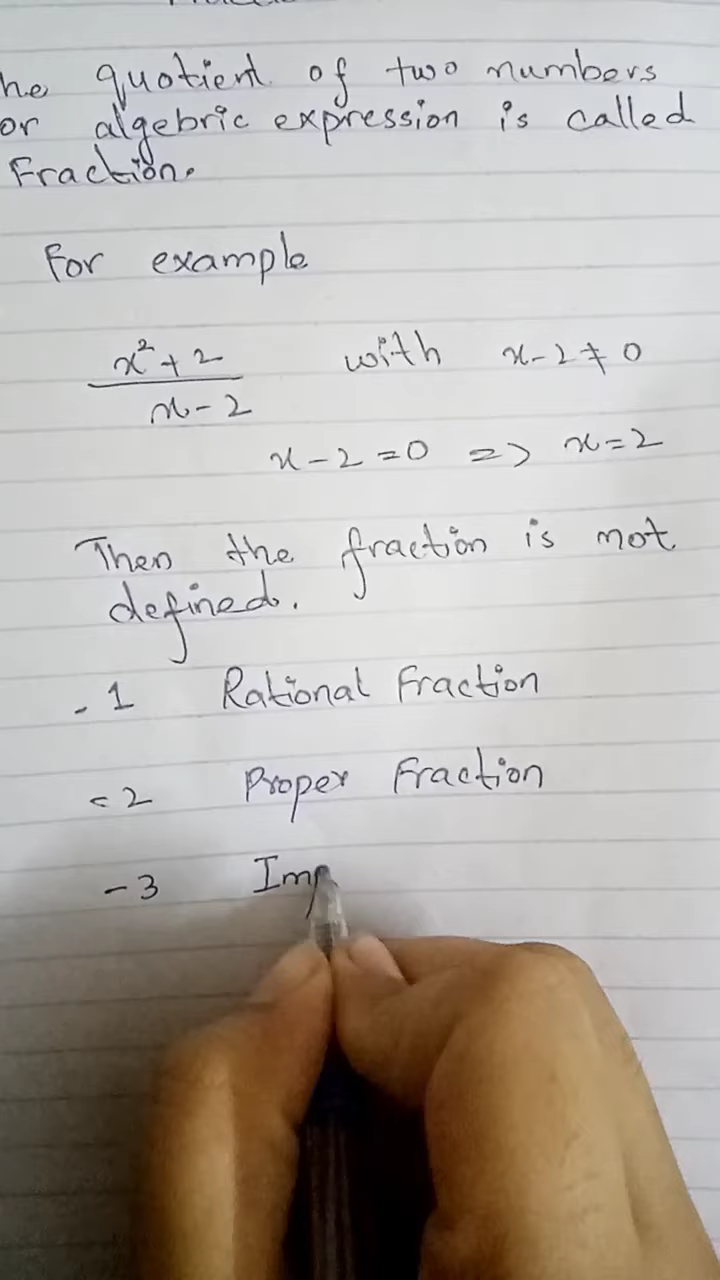 he quotient of two numbers
or algebric expression is called
Fraction.
For example
x²+2 with x-2≠0
x-2
x-2=0 => x=2
Then the fraction is not
defined.
-1 Rational Fraction
-2 Proper Fraction
-3 Imp